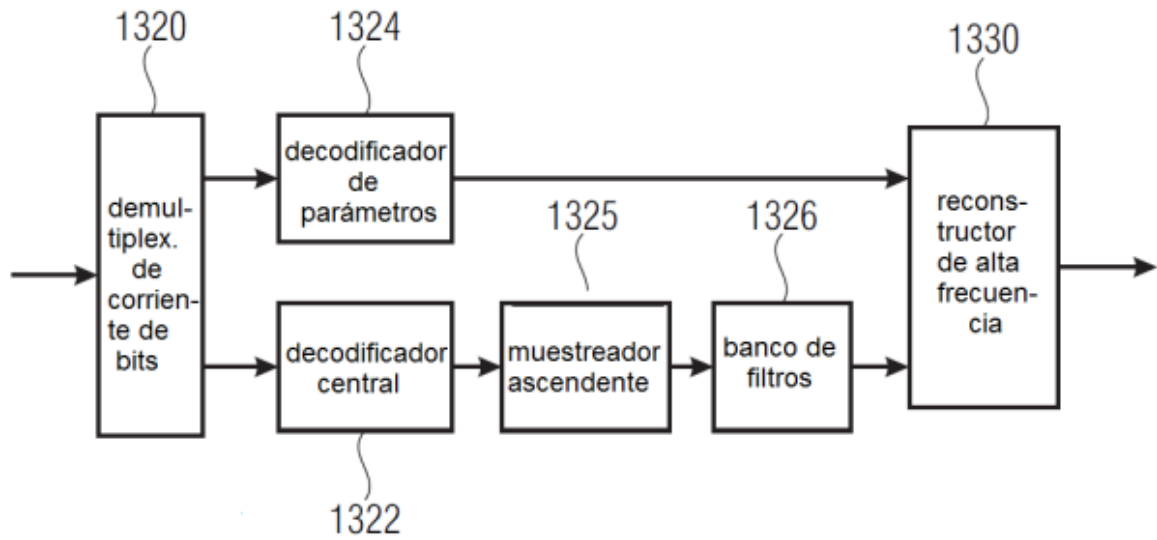 1320
1324
1330
decodificador
de
parámetros
demul-
tiplex.
de
corrien-
te de
bits
1325
1326
recons-
tructor
de alta
frecuen-
cia
decodificador
central
muestreador
ascendente
banco de
filtros
1322